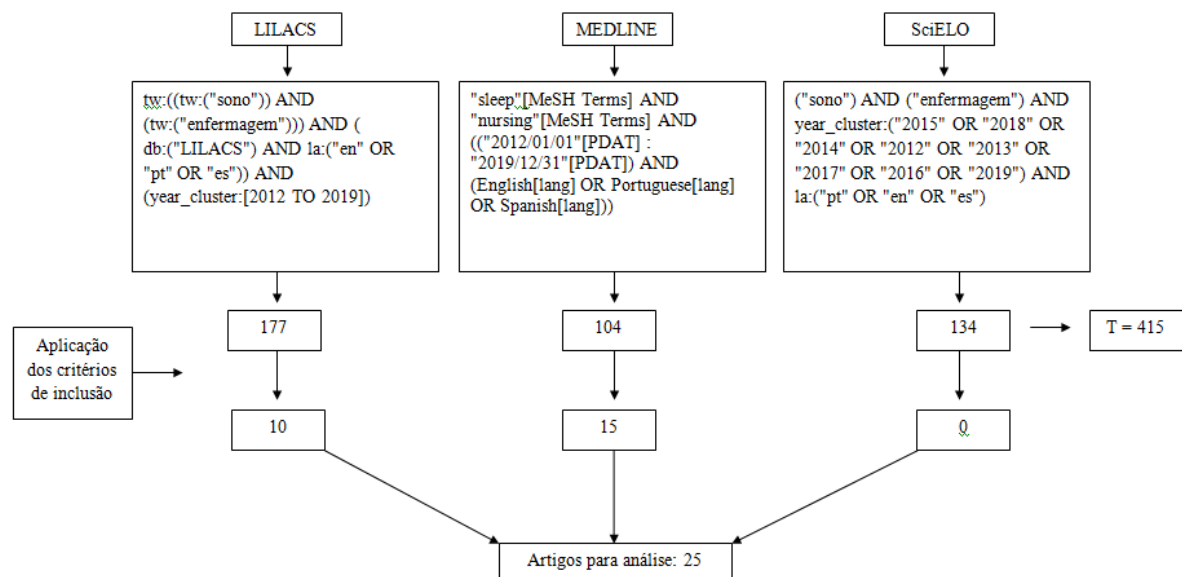 LILACS
MEDLINE
SciELO
tw:((tw:("sono")) AND
(tw:("enfermagem"))) AND (
db:("LILACS") AND la:("en" OR
"pt" OR "es")) AND
(year_cluster:[2012 TO 2019])
"sleep"[MeSH Terms] AND
"nursing"[MeSH Terms] AND
(("2012/01/01"[PDAT] :
"2019/12/31"[PDAT]) AND
(English[lang] OR Portuguese[lang]
OR Spanish[lang]))
("sono") AND ("enfermagem") AND
year_cluster:("2015" OR "2018" OR
"2014" OR "2012" OR "2013" OR
"2017" OR "2016" OR "2019") AND
la:("pt" OR "en" OR "es")
177
104
134
T = 415
Aplicação
dos critérios
de inclusão
10
15
0
Artigos para análise: 25